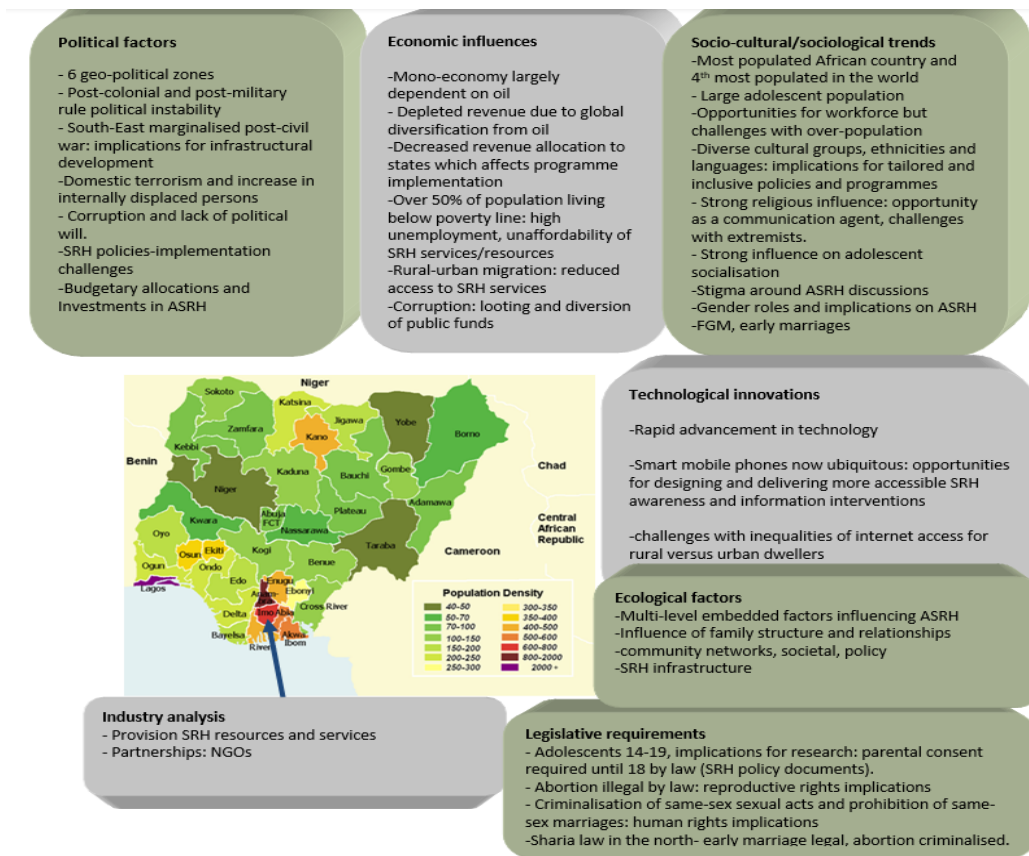 Political factors
- 6 geo-political zones
- Post-colonial and post-military
rule political instability
- South-East marginalised post-civil
war: implications for infrastructural
development
-Domestic terrorism and increase in
internally displaced persons
- Corruption and lack of political
will.
-SRH policies-implementation
challenges
-Budgetary allocations and
Investments in ASRH
Economic influences
-Mono-economy largely
dependent on oil
- Depleted revenue due to global
diversification from oil
-Decreased revenue allocation to
states which affects programme
implementation
-Over 50% of population living
below poverty line: high
unemployment, unaffordability of
SRH services/resources
-Rural-urban migration: reduced
access to SRH services
-Corruption: looting and diversion
of public funds
Socio-cultural/sociological trends
-Most populated African country and
4th most populated in the world
- Large adolescent population
-Opportunities for workforce but
challenges with over-population
-Diverse cultural groups, ethnicities and
languages: implications for tailored and
inclusive policies and programmes
- Strong religious influence: opportunity
as a communication agent, challenges
with extremists.
- Strong influence on adolescent
socialisation
-Stigma around ASRH discussions
-Gender roles and implications on ASRH
-FGM, early marriages
Niger
Sokoto
Katsina
Jigawa
Yobe
Borno
Zamfara
Kano
Kebbi
Benin
Chad
Kaduna
Bauchi
Gombe
Niger
Adamawa
Plateau
Abuja
FCT
Kwara
Nassarawa
Central
African
Republic
Oyo
Taraba
Cameroon
Osun
Ekiti
Kogi
Benue
Ogun
Ondo
Enugu
Edo
Ebonyi
Lagos
Imo
Abia
Cross River
Delta
Bayelsa
River
Akwa
Ibom
Population Density
40-50
50-70
70-100
100-150
150-200
200-250
250-300
300-350
350-400
400-500
500-600
600-800
800-2000
2000 +
Technological innovations
-Rapid advancement in technology
-Smart mobile phones now ubiquitous: opportunities
for designing and delivering more accessible SRH
awareness and information interventions
-challenges with inequalities of internet access for
rural versus urban dwellers
Ecological factors
-Multi-level embedded factors influencing ASRH
-Influence of family structure and relationships
-community networks, societal, policy
-SRH infrastructure
Industry analysis
- Provision SRH resources and services
- Partnerships: NGOs
Legislative requirements
- Adolescents 14-19, implications for research: parental consent
required until 18 by law (SRH policy documents).
- Abortion illegal by law: reproductive rights implications
- Criminalisation of same-sex sexual acts and prohibition of same-
sex marriages: human rights implications
-Sharia law in the north- early marriage legal, abortion criminalised.